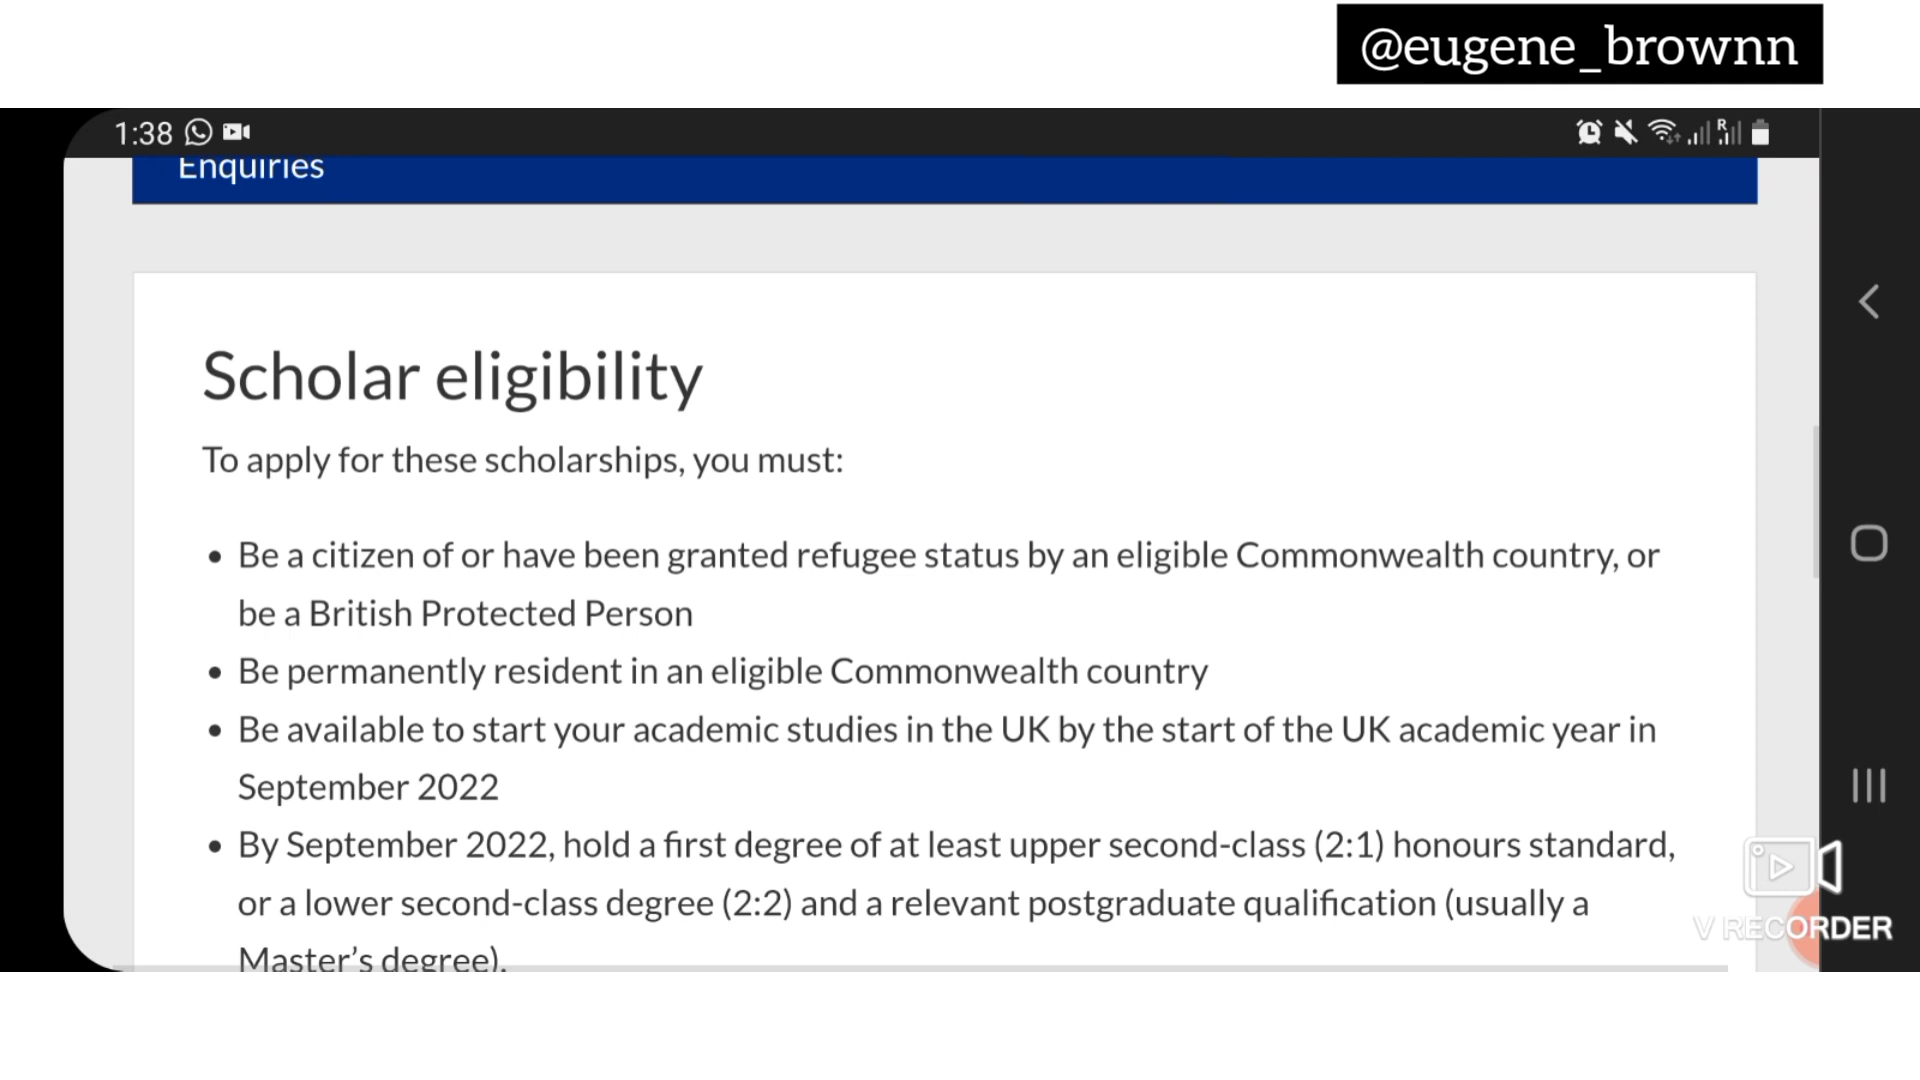 @eugene_brownn
1:38
R
Enquiries
Scholar eligibility
To apply for these scholarships, you must:
• Be a citizen of or have been granted refugee status by an eligible Commonwealth country, or
be a British Protected Person
• Be permanently resident in an eligible Commonwealth country
• Be available to start your academic studies in the UK by the start of the UK academic year in
September 2022
• By September 2022, hold a first degree of at least upper second-class (2:1) honours standard,
or a lower second-class degree (2:2) and a relevant postgraduate qualification (usually a
Master’s degree).
V RECORDER